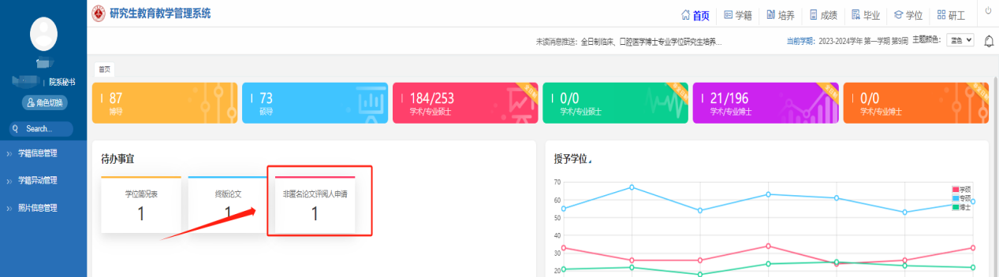 研究生教育教学管理系统
首页 学籍 培养 成绩 毕业 学位 研工
未读消息推送: 全日制临床、口腔医学博士专业学位研究生培养...
当前学期: 2023-2024学年 第一学期 第9周 主题颜色: 蓝色
院系秘书
角色切换
Search...
学籍信息管理
学籍异动管理
照片信息管理
首页
87
博导
73
硕导
184/253
学术/专业硕士
0/0
学术/专业硕士
21/196
学术/专业博士
0/0
学术/专业博士
待办事宜
学位简况表
1
终版论文
1
非匿名论文评阅人申请
1
授予学位
70
60
50
40
30
20
学硕
专硕
博士